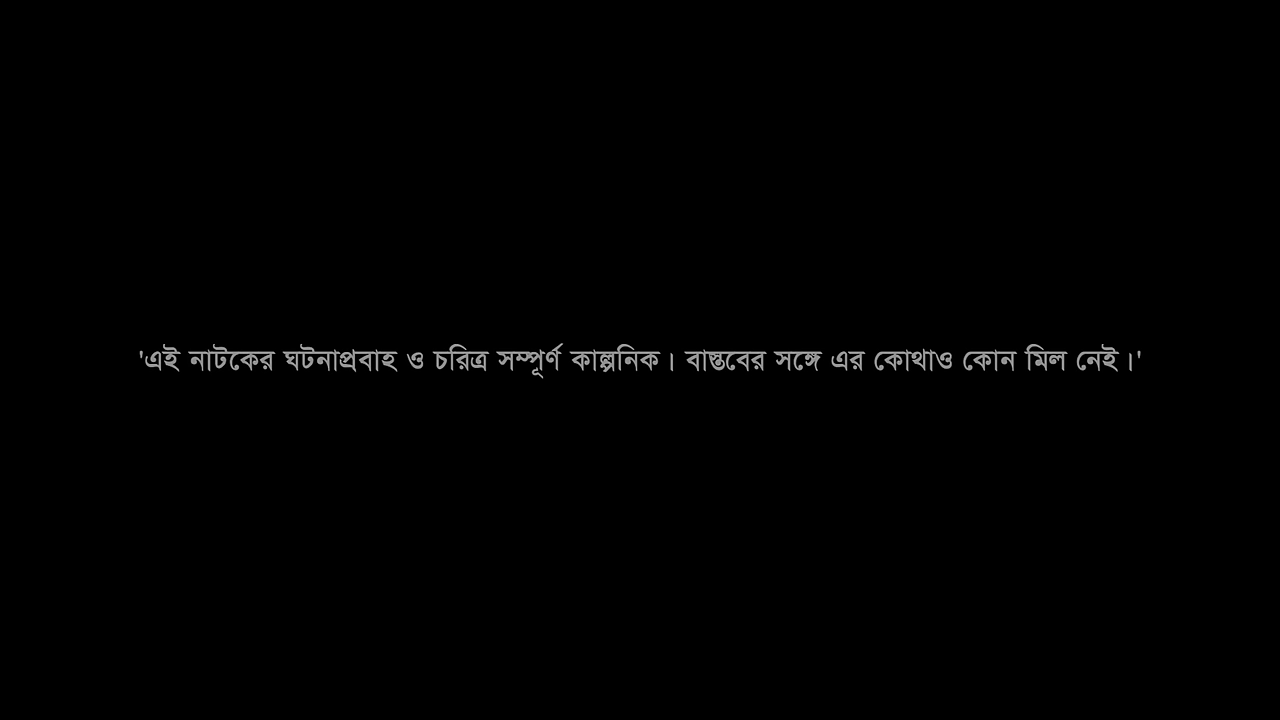 'এই নাটকের ঘটনাপ্রবাহ ও চরিত্র সম্পূর্ণ কাল্পনিক। বাস্তবের সঙ্গে এর কোথাও কোন মিল নেই।'